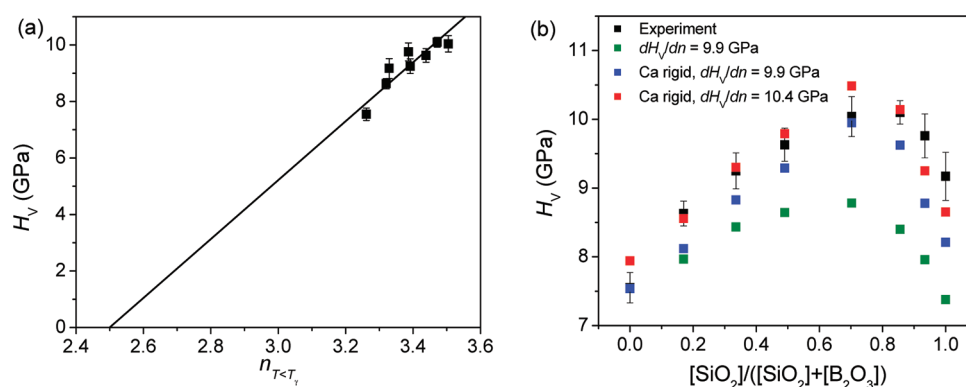 (a)
10
8
6
4
2
0
H_V (GPa)
2.4 2.6 2.8 3.0 3.2 3.4 3.6
n_{T<T_γ}
(b)
Experiment
dH_V/dn = 9.9 GPa
Ca rigid, dH_V/dn = 9.9 GPa
Ca rigid, dH_V/dn = 10.4 GPa
11
10
9
8
7
H_V (GPa)
0.0 0.2 0.4 0.6 0.8 1.0
[SiO₂]/([SiO₂]+[B₂O₃])